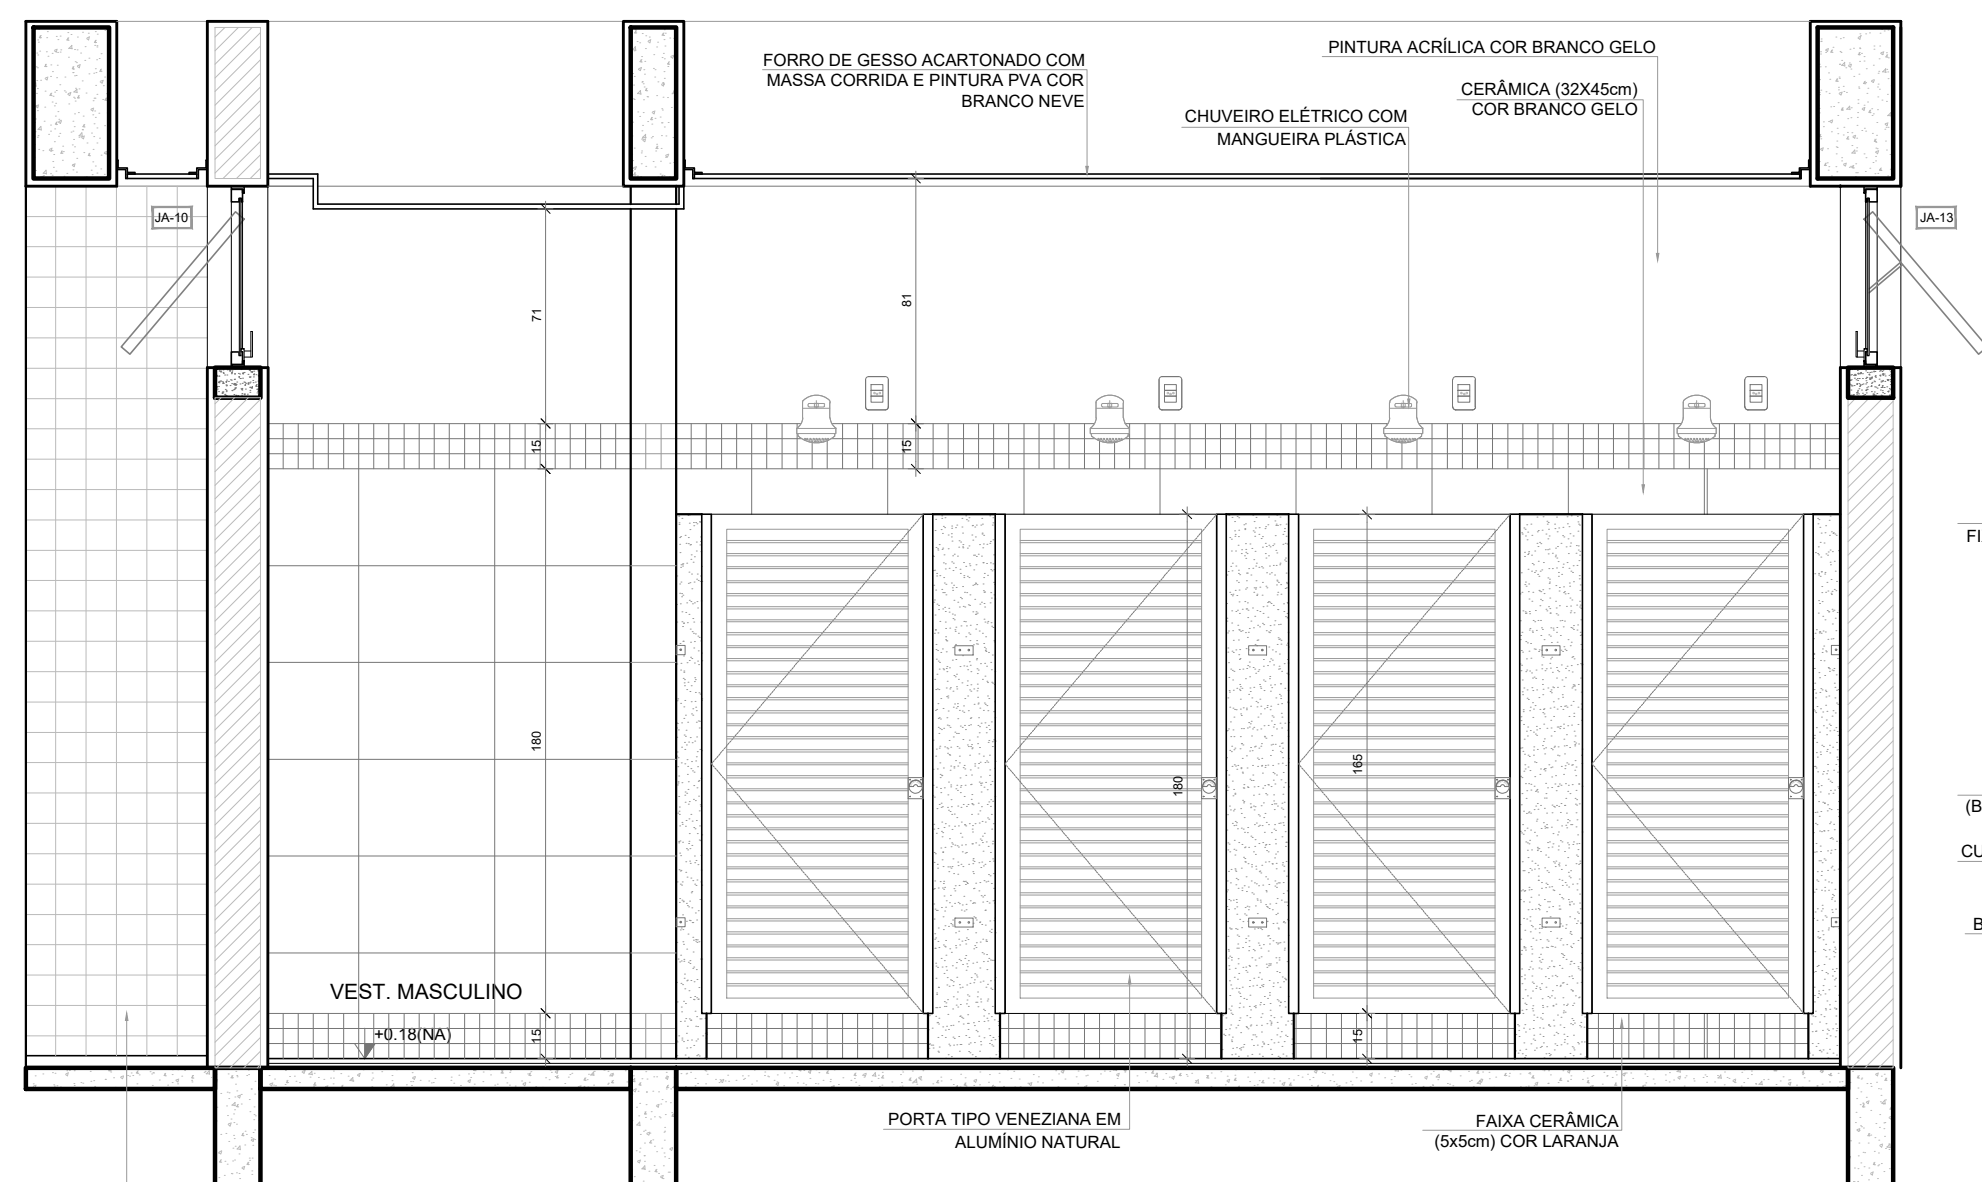 FORRO DE GESSO ACARTONADO COM
MASSA CORRIDA E PINTURA PVA COR
BRANCO NEVE
PINTURA ACRÍLICA COR BRANCO GELO
CERÂMICA (32X45cm)
COR BRANCO GELO
CHUVEIRO ELÉTRICO COM
MANGUEIRA PLÁSTICA
JA-10
JA-13
71
81
15
15
FI
180
180
165
(B
CU
B
VEST. MASCULINO
+0.18(NA)
15
15
PORTA TIPO VENEZIANA EM
ALUMÍNIO NATURAL
FAIXA CERÂMICA
(5x5cm) COR LARANJA